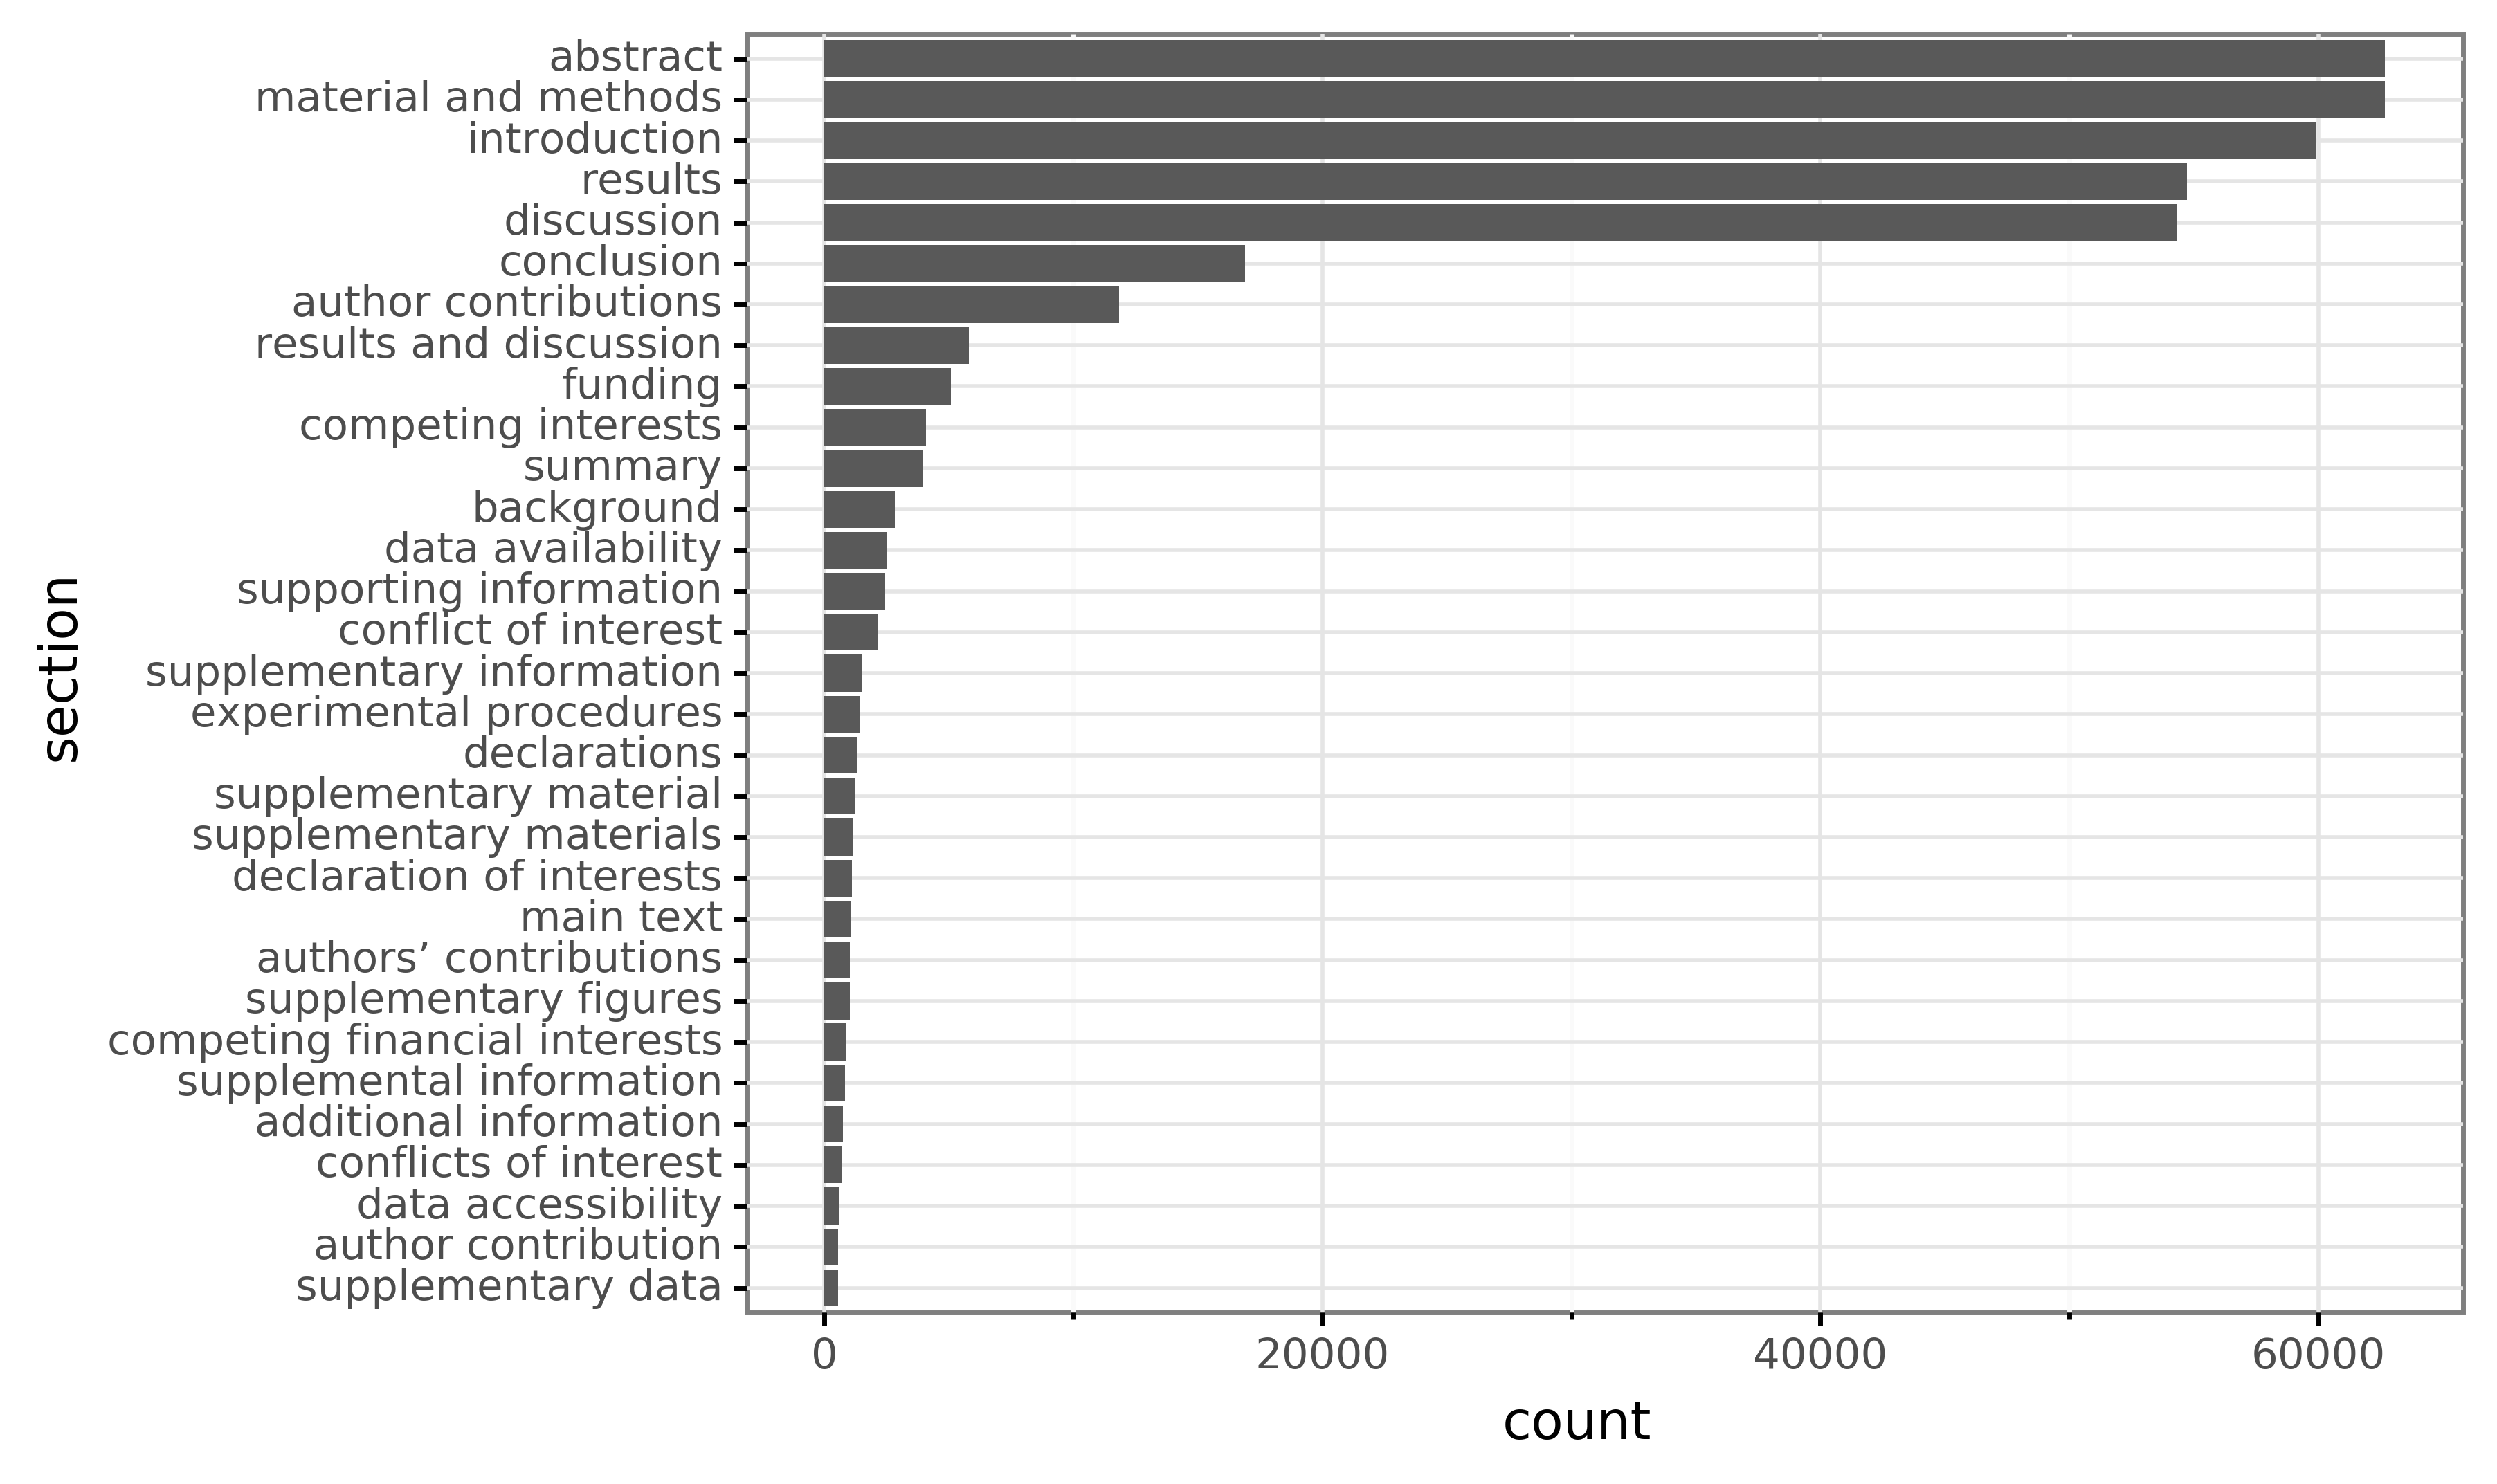 abstract
material and methods
introduction
results
discussion
conclusion
author contributions
results and discussion
funding
competing interests
summary
background
data availability
supporting information
conflict of interest
supplementary information
experimental procedures
declarations
supplementary material
supplementary materials
declaration of interests
main text
authors’ contributions
supplementary figures
competing financial interests
supplemental information
additional information
conflicts of interest
data accessibility
author contribution
supplementary data
section
0 20000 40000 60000
count